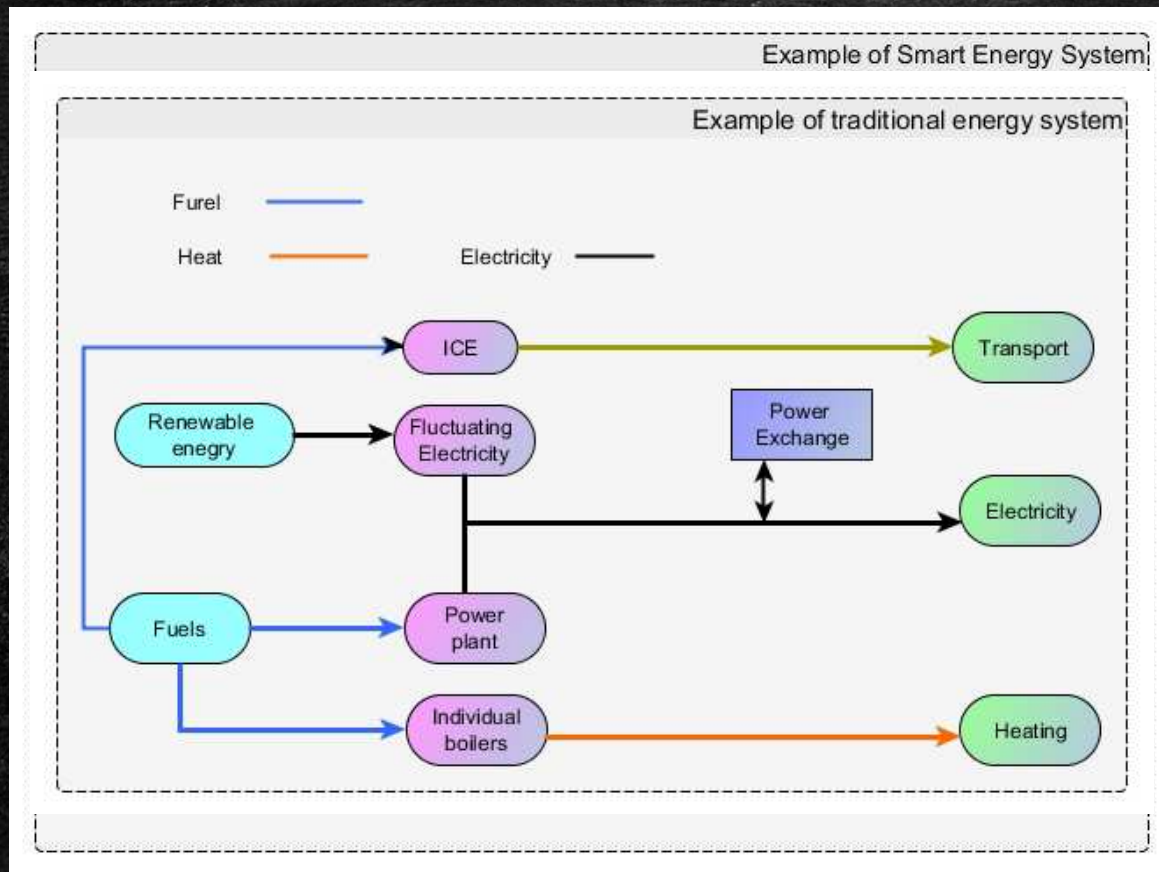 Example of Smart Energy System
Example of traditional energy system
Furel
Heat
Electricity
ICE
Transport
Renewable
enegry
Fluctuating
Electricity
Power
Exchange
Electricity
Fuels
Power
plant
Individual
boilers
Heating